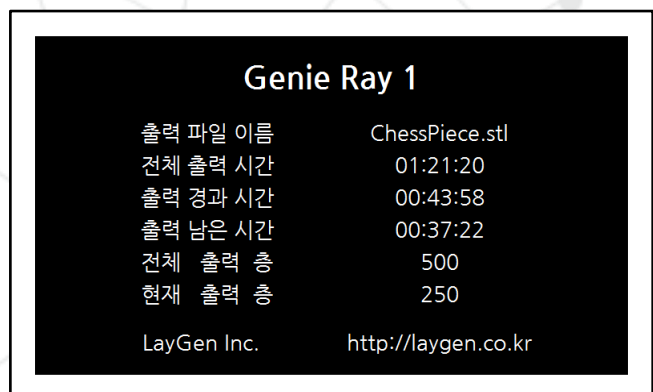 Genie Ray 1
출력 파일 이름 ChessPiece.stl
전체 출력 시간 01:21:20
출력 경과 시간 00:43:58
출력 남은 시간 00:37:22
전체 출력 층 500
현재 출력 층 250
LayGen Inc. http://laygen.co.kr